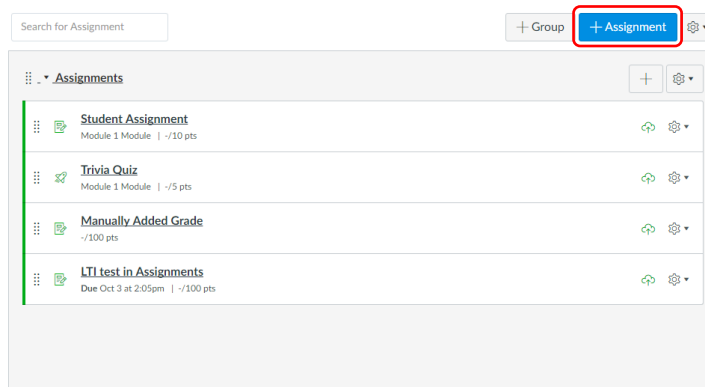 Search for Assignment
+ Group
+ Assignment
Assignments
Student Assignment
Module 1 Module | -/10 pts
Trivia Quiz
Module 1 Module | -/5 pts
Manually Added Grade
-/100 pts
LTI test in Assignments
Due Oct 3 at 2:05pm | -/100 pts